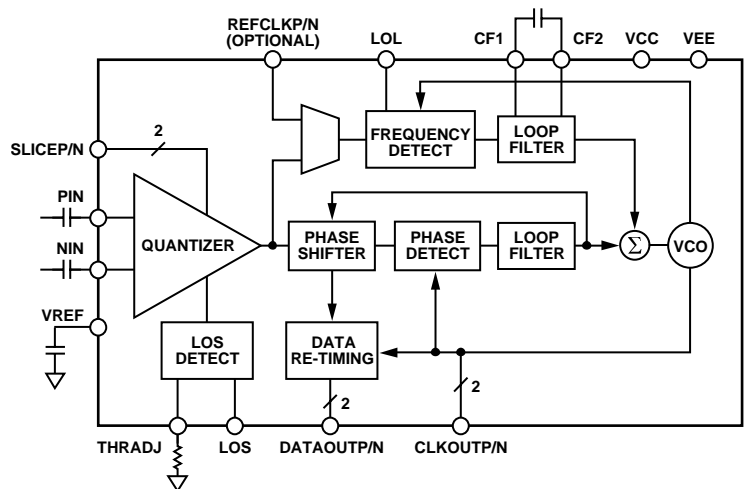 REFCLKP/N
(OPTIONAL)
LOL
CF1
CF2
VCC
VEE
2
SLICEP/N
FREQUENCY
DETECT
LOOP
FILTER
PIN
QUANTIZER
PHASE
SHIFTER
PHASE
DETECT
LOOP
FILTER
Σ
VCO
NIN
VREF
LOS
DETECT
DATA
RE-TIMING
2
2
THRADJ
LOS
DATAOUTP/N
CLKOUTP/N